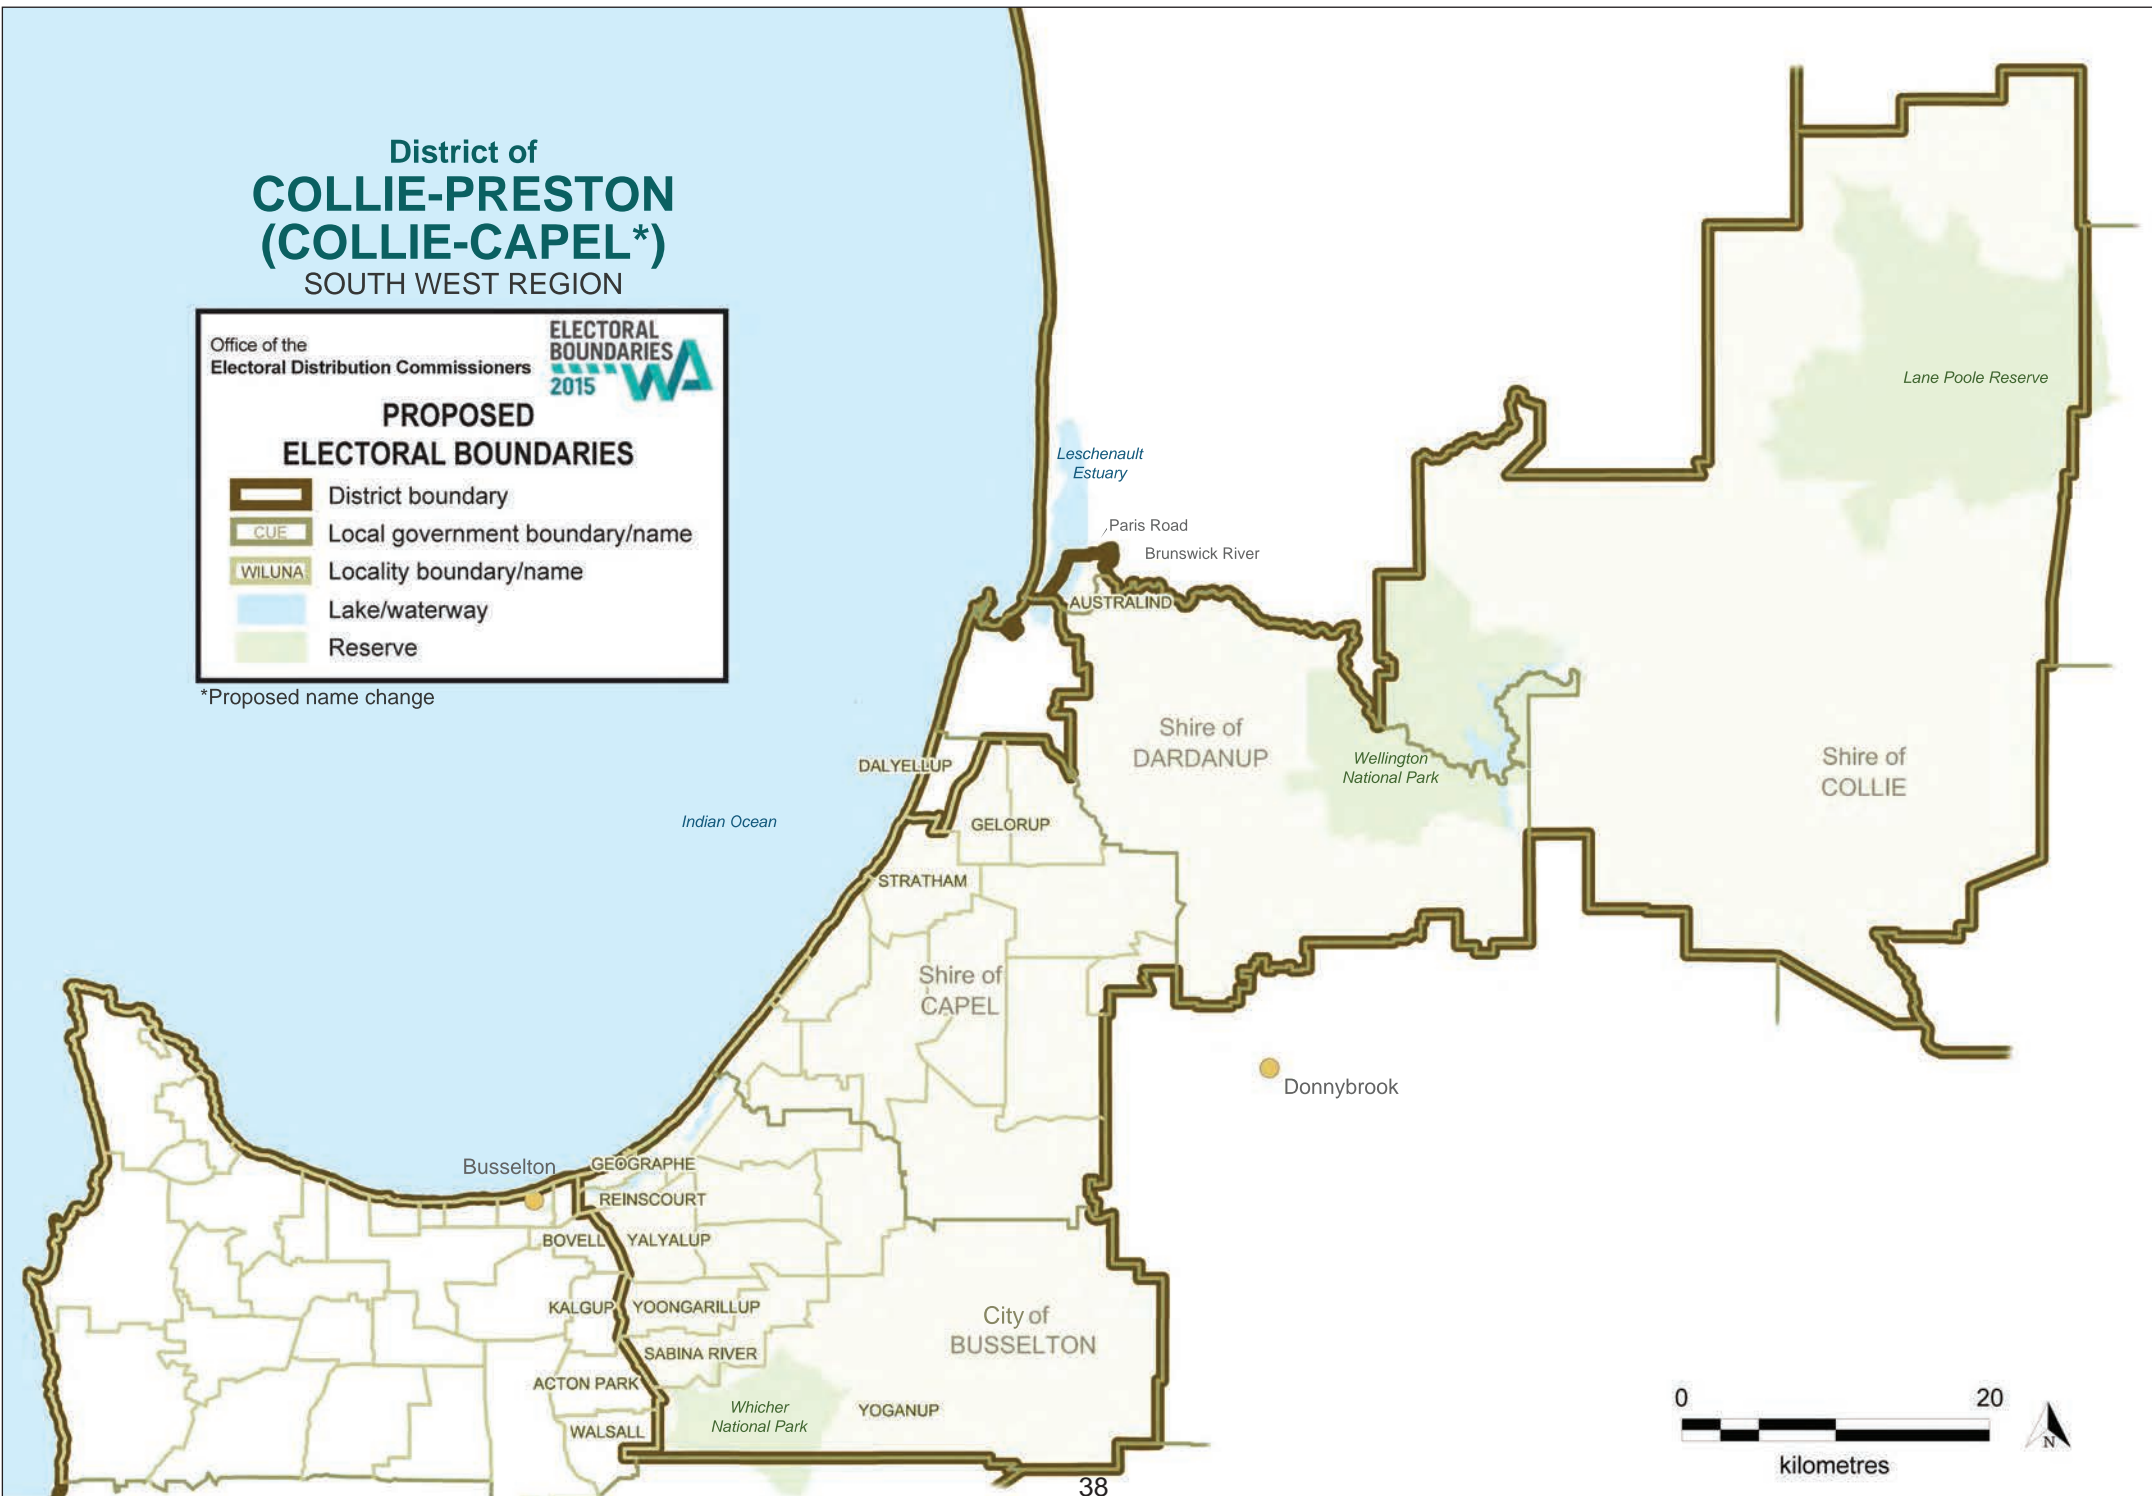 District of
COLLIE-PRESTON
(COLLIE-CAPEL*)
SOUTH WEST REGION
Office of the
Electoral Distribution Commissioners
ELECTORAL
BOUNDARIES
2015 WA
PROPOSED
ELECTORAL BOUNDARIES
District boundary
CUE Local government boundary/name
WILUNA Locality boundary/name
Lake/waterway
Reserve
*Proposed name change
Lane Poole Reserve
Leschenault
Estuary
Paris Road
Brunswick River
AUSTRALIND
Shire of
DARDANUP
Wellington
National Park
Shire of
COLLIE
DALYELLUP
Indian Ocean
GELORUP
STRATHAM
Shire of
CAPEL
Donnybrook
Busselton
GEOGRAPHE
REINSCOURT
BOVELL
YALYALUP
KALGUP
YOONGARILLUP
City of
BUSSELTON
SABINA RIVER
ACTON PARK
Whicher
National Park
YOGANUP
WALSALL
0 20
kilometres
N
38